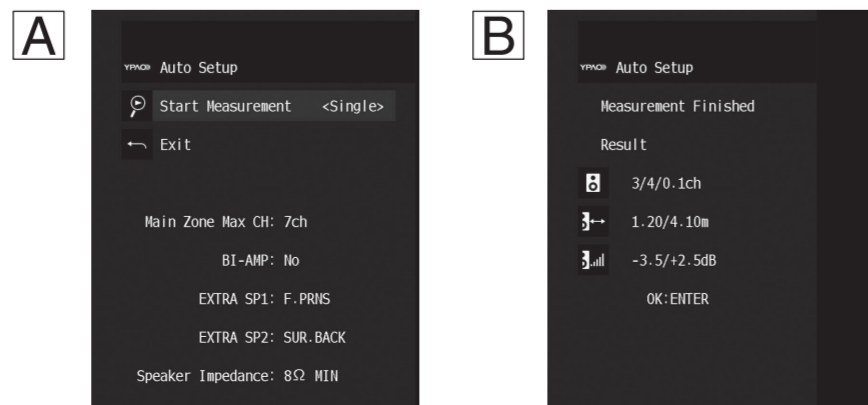 A
YPAO Auto Setup
Start Measurement <Single>
Exit
Main Zone Max CH: 7ch
BI-AMP: No
EXTRA SP1: F.PRNS
EXTRA SP2: SUR.BACK
Speaker Impedance: 8Ω MIN
B
YPAO Auto Setup
Measurement Finished
Result
3/4/0.1ch
1.20/4.10m
-3.5/+2.5dB
OK:ENTER